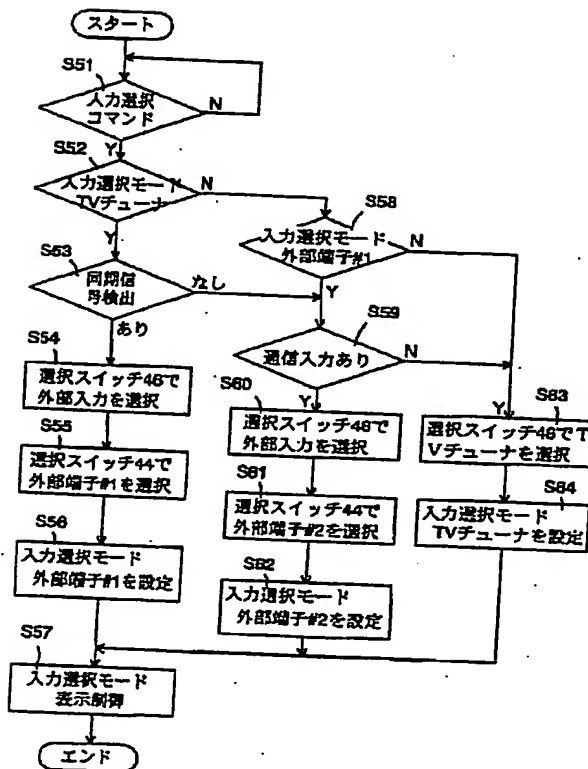 スタート
S51
入力選択
コマンド
N
Y
S52
入力選択モード
TVチューナ
N
Y
S53
同期信
号検出
なし
あり
S54
選択スイッチ46で
外部入力を選択
S55
選択スイッチ44で
外部端子#1を選択
S56
入力選択モード
外部端子#1を設定
S57
入力選択モード
表示制御
エンド
S58
入力選択モード
外部端子#1
N
Y
S59
通信入力あり
N
Y
S60
選択スイッチ46で
外部入力を選択
S61
選択スイッチ44で
外部端子#2を選択
S62
入力選択モード
外部端子#2を設定
Y
S63
選択スイッチ46でT
Vチューナを選択
S64
入力選択モード
TVチューナを設定